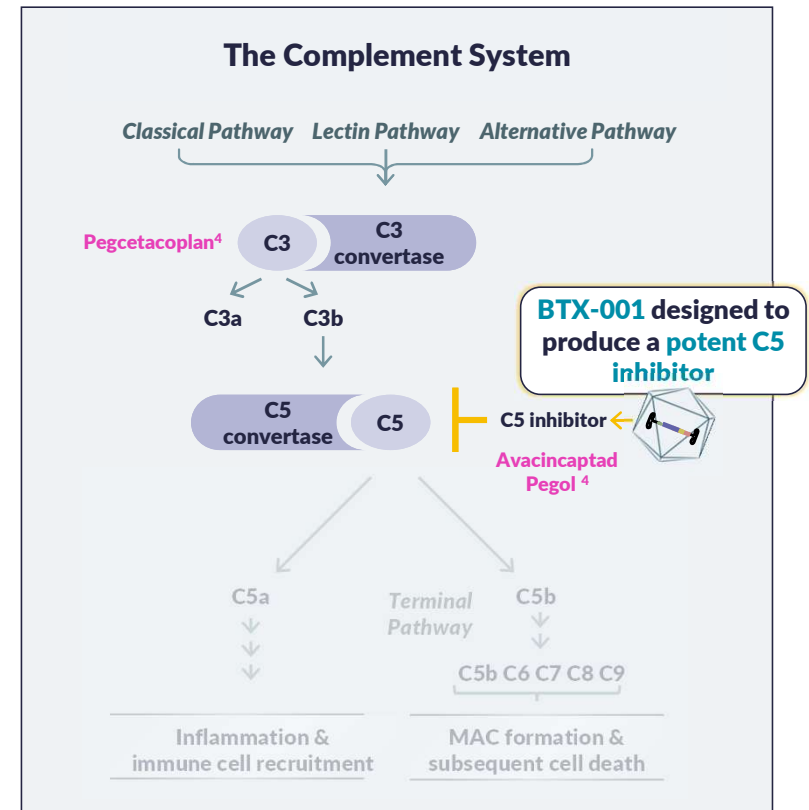 The Complement System
Classical Pathway Lectin Pathway Alternative Pathway
Pegcetacoplan⁴
C3
C3
convertase
C3a
C3b
BTX-001 designed to
produce a potent C5
inhibitor
C5
convertase
C5
C5 inhibitor
Avacincaptad
Pegol ⁴
C5a
Terminal
Pathway
C5b
C5b C6 C7 C8 C9
Inflammation &
immune cell recruitment
MAC formation &
subsequent cell death